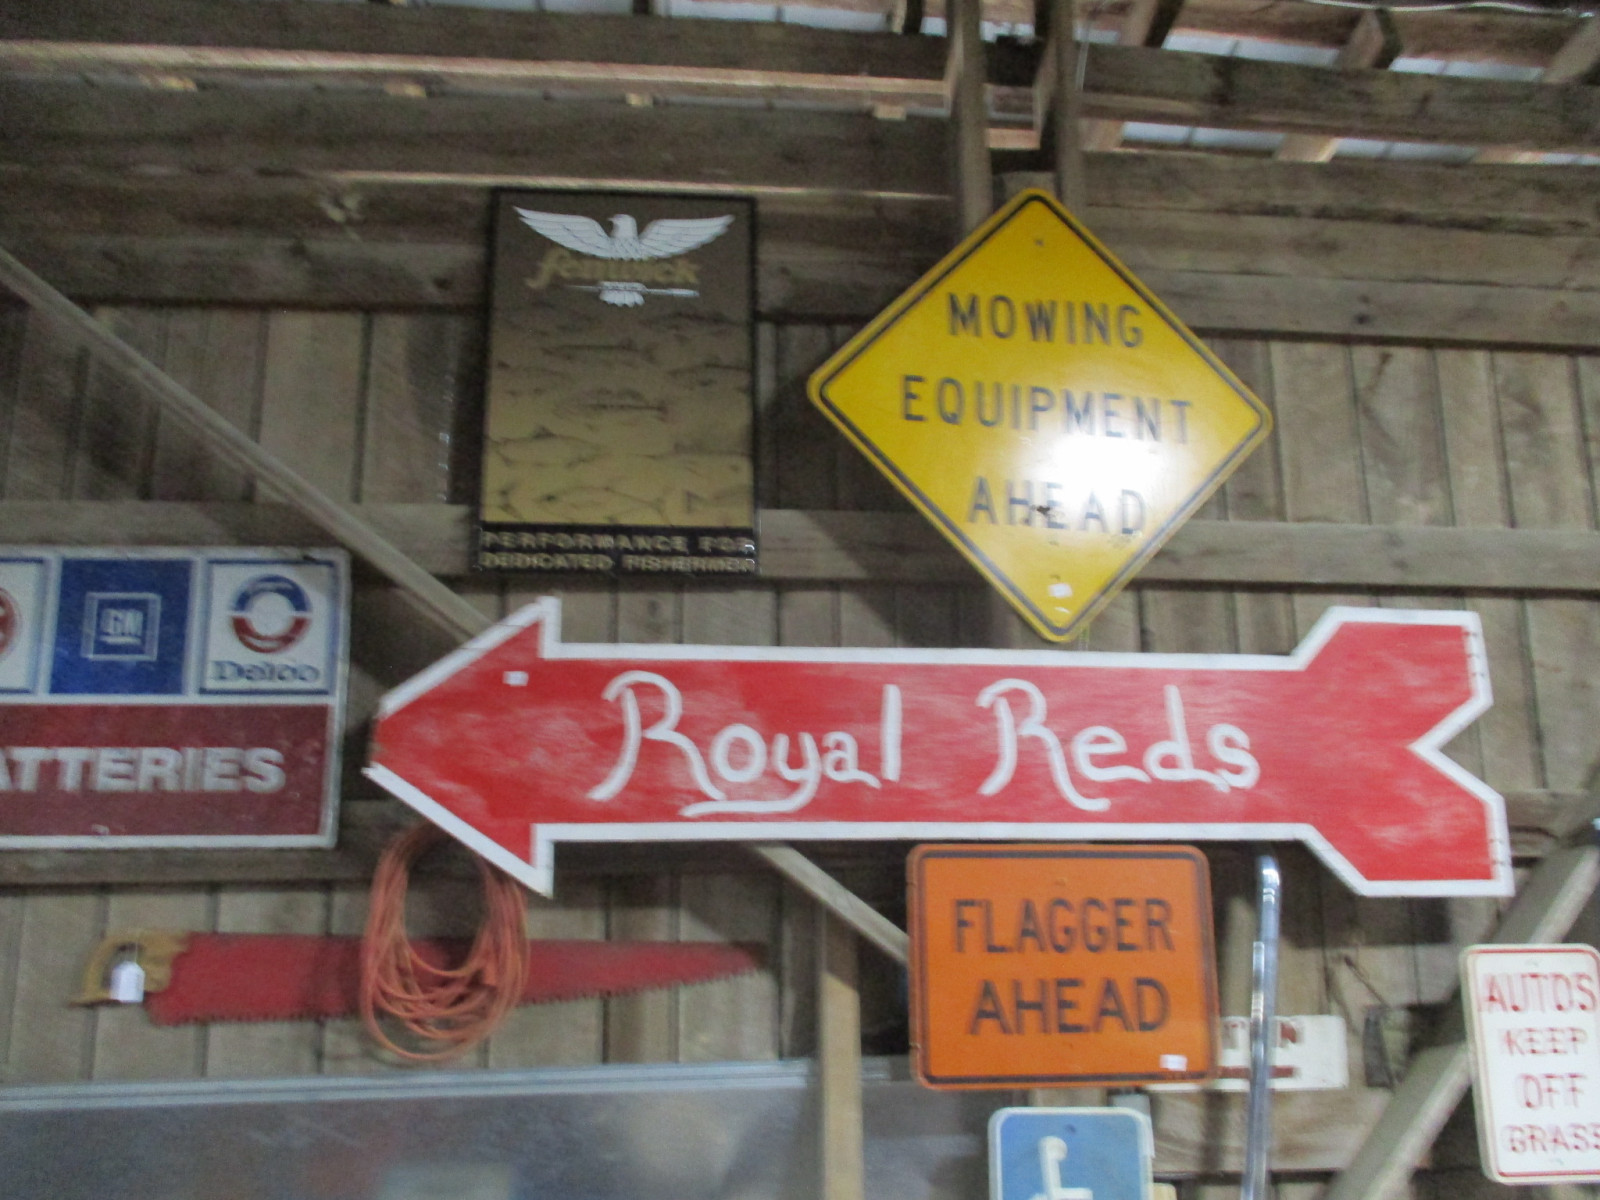 fenwick
PERFORMANCE FOR
DEDICATED FISHERMEN
MOWING
EQUIPMENT
AHEAD
GM
Delco
ATTERIES
Royal Reds
FLAGGER
AHEAD
AUTOS
KEEP
OFF
GRASS